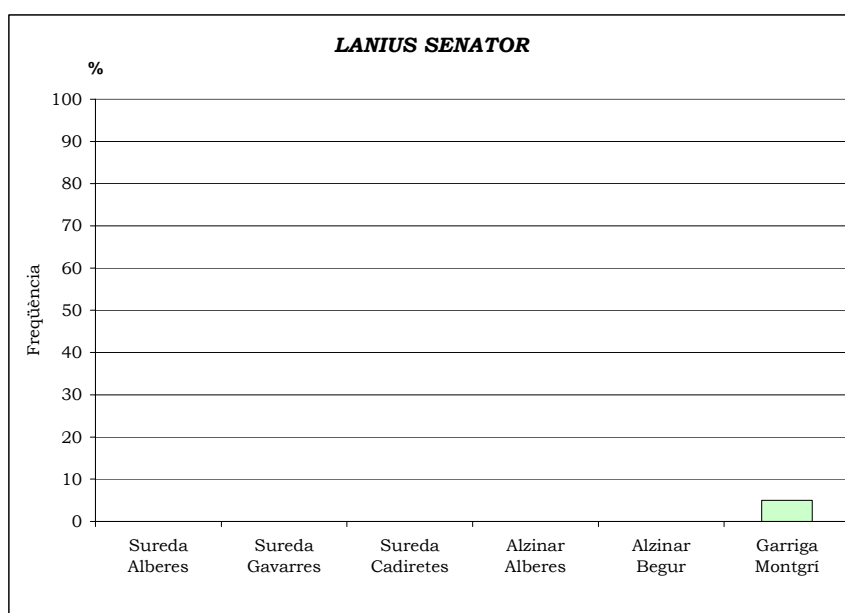 LANIUS SENATOR
%
100
90
80
70
60
50
40
30
20
10
0
Freqüència
Sureda
Alberes
Sureda
Gavarres
Sureda
Cadiretes
Alzinar
Alberes
Alzinar
Begur
Garriga
Montgrí